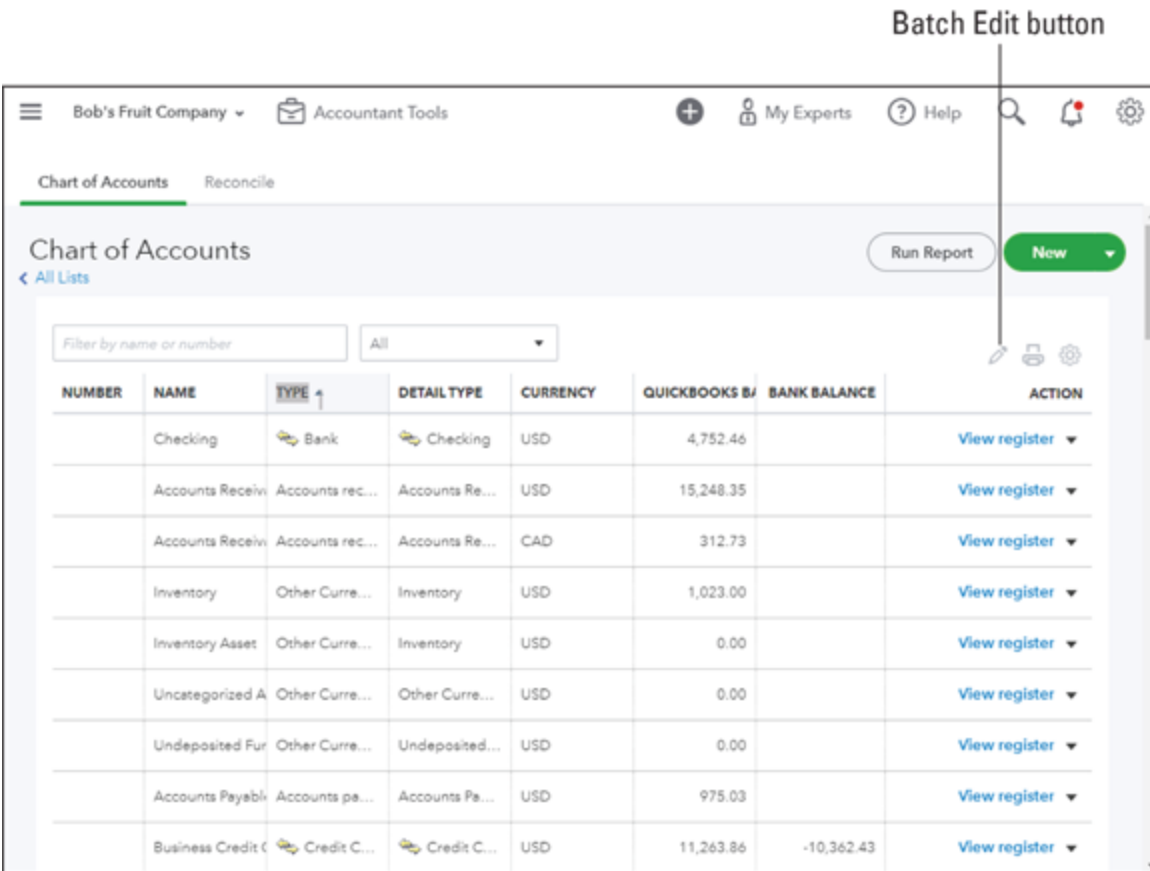 Batch Edit button
Bob's Fruit Company Accountant Tools My Experts Help
Chart of Accounts Reconcile
Chart of Accounts Run Report New
All Lists
Filter by name or number All
NUMBER NAME TYPE DETAIL TYPE CURRENCY QUICKBOOKS BA BANK BALANCE ACTION
Checking Bank Checking USD 4,752.46 View register
Accounts Receiv Accounts rec... Accounts Re... USD 15,248.35 View register
Accounts Receiv Accounts rec... Accounts Re... CAD 312.73 View register
Inventory Other Curre... Inventory USD 1,023.00 View register
Inventory Asset Other Curre... Inventory USD 0.00 View register
Uncategorized A Other Curre... Other Curre... USD 0.00 View register
Undeposited Fun Other Curre... Undeposited... USD 0.00 View register
Accounts Payabl Accounts pa... Accounts Pa... USD 975.03 View register
Business Credit C Credit C... Credit C... USD 11,263.86 -10,362.43 View register